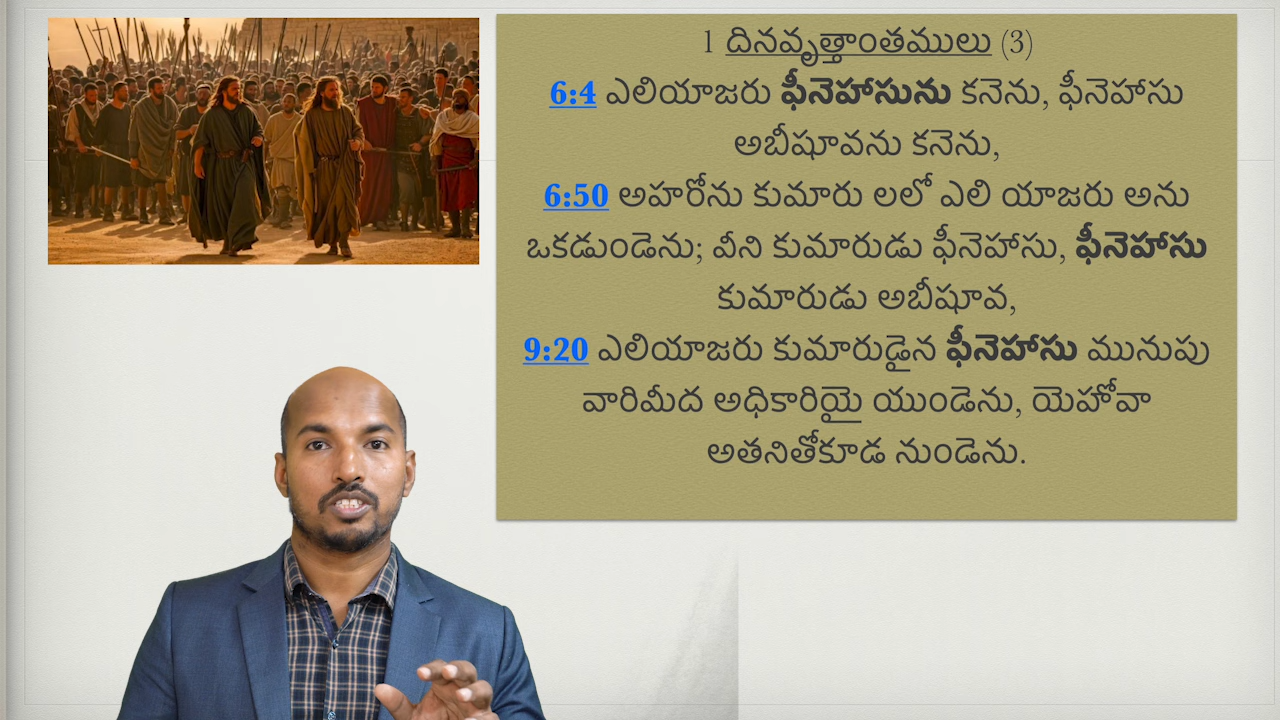 1 దినవృత్తాంతములు (3)
6:4 ఎలియాజరు ఫీనెహాసును కనెను, ఫీనెహాసు
అబీషూవను కనెను,
6:50 అహరోను కుమారు లలో ఎలి యాజరు అను
ఒకడుండెను; వీని కుమారుడు ఫీనెహాసు, ఫీనెహాసు
కుమారుడు అబీషూవ,
9:20 ఎలియాజరు కుమారుడైన ఫీనెహాసు మునుపు
వారిమీద అధికారియై యుండెను, యెహోవా
అతనితోకూడ నుండెను.